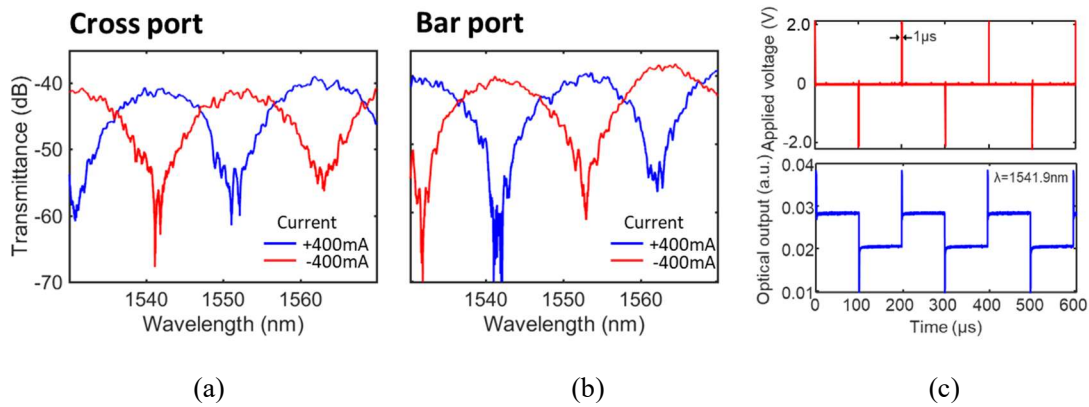 Cross port
Transmittance (dB)
-40
-50
-60
-70
Current
+400mA
-400mA
1540
1550
1560
Wavelength (nm)
(a)
Bar port
Current
+400mA
-400mA
1540
1550
1560
Wavelength (nm)
(b)
Applied voltage (V)
2.0
0
-2.0
1µs
Optical output (a.u.)
0.04
0.03
0.02
0.01
λ=1541.9nm
0
100
200
300
400
500
600
Time (µs)
(c)